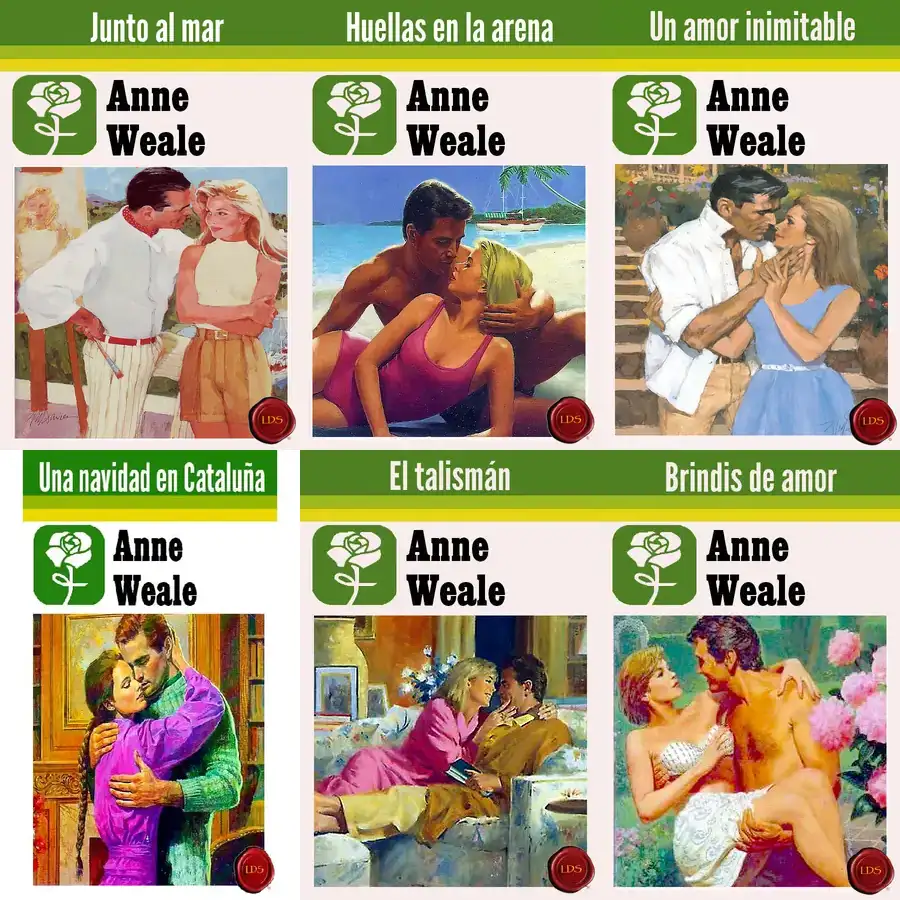 Junto al mar
Anne
Weale
LDS
Huellas en la arena
Anne
Weale
LDS
Un amor inimitable
Anne
Weale
LDS
Una navidad en Cataluña
Anne
Weale
LDS
El talismán
Anne
Weale
LDS
Brindis de amor
Anne
Weale
LDS